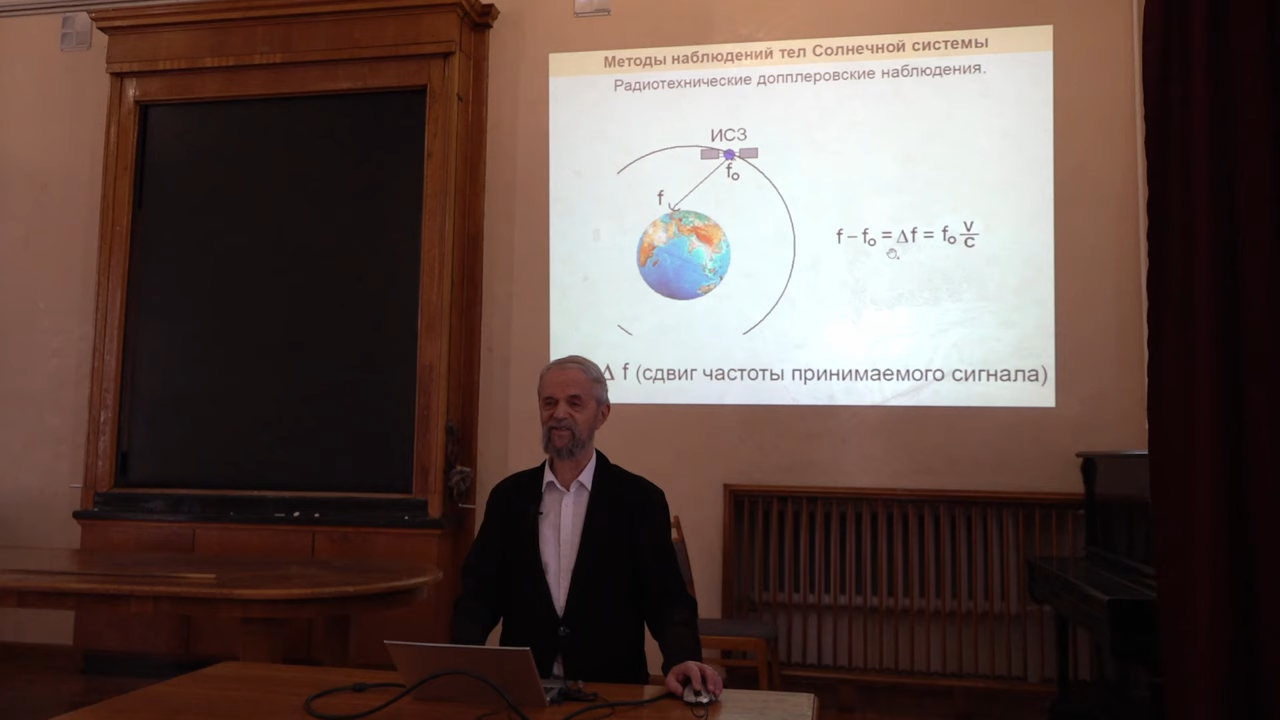 Методы наблюдений тел Солнечной системы
Радиотехнические допплеровские наблюдения.
ИСЗ
f₀
f
f − f₀ = Δf = f₀ v/c
Δ f (сдвиг частоты принимаемого сигнала)